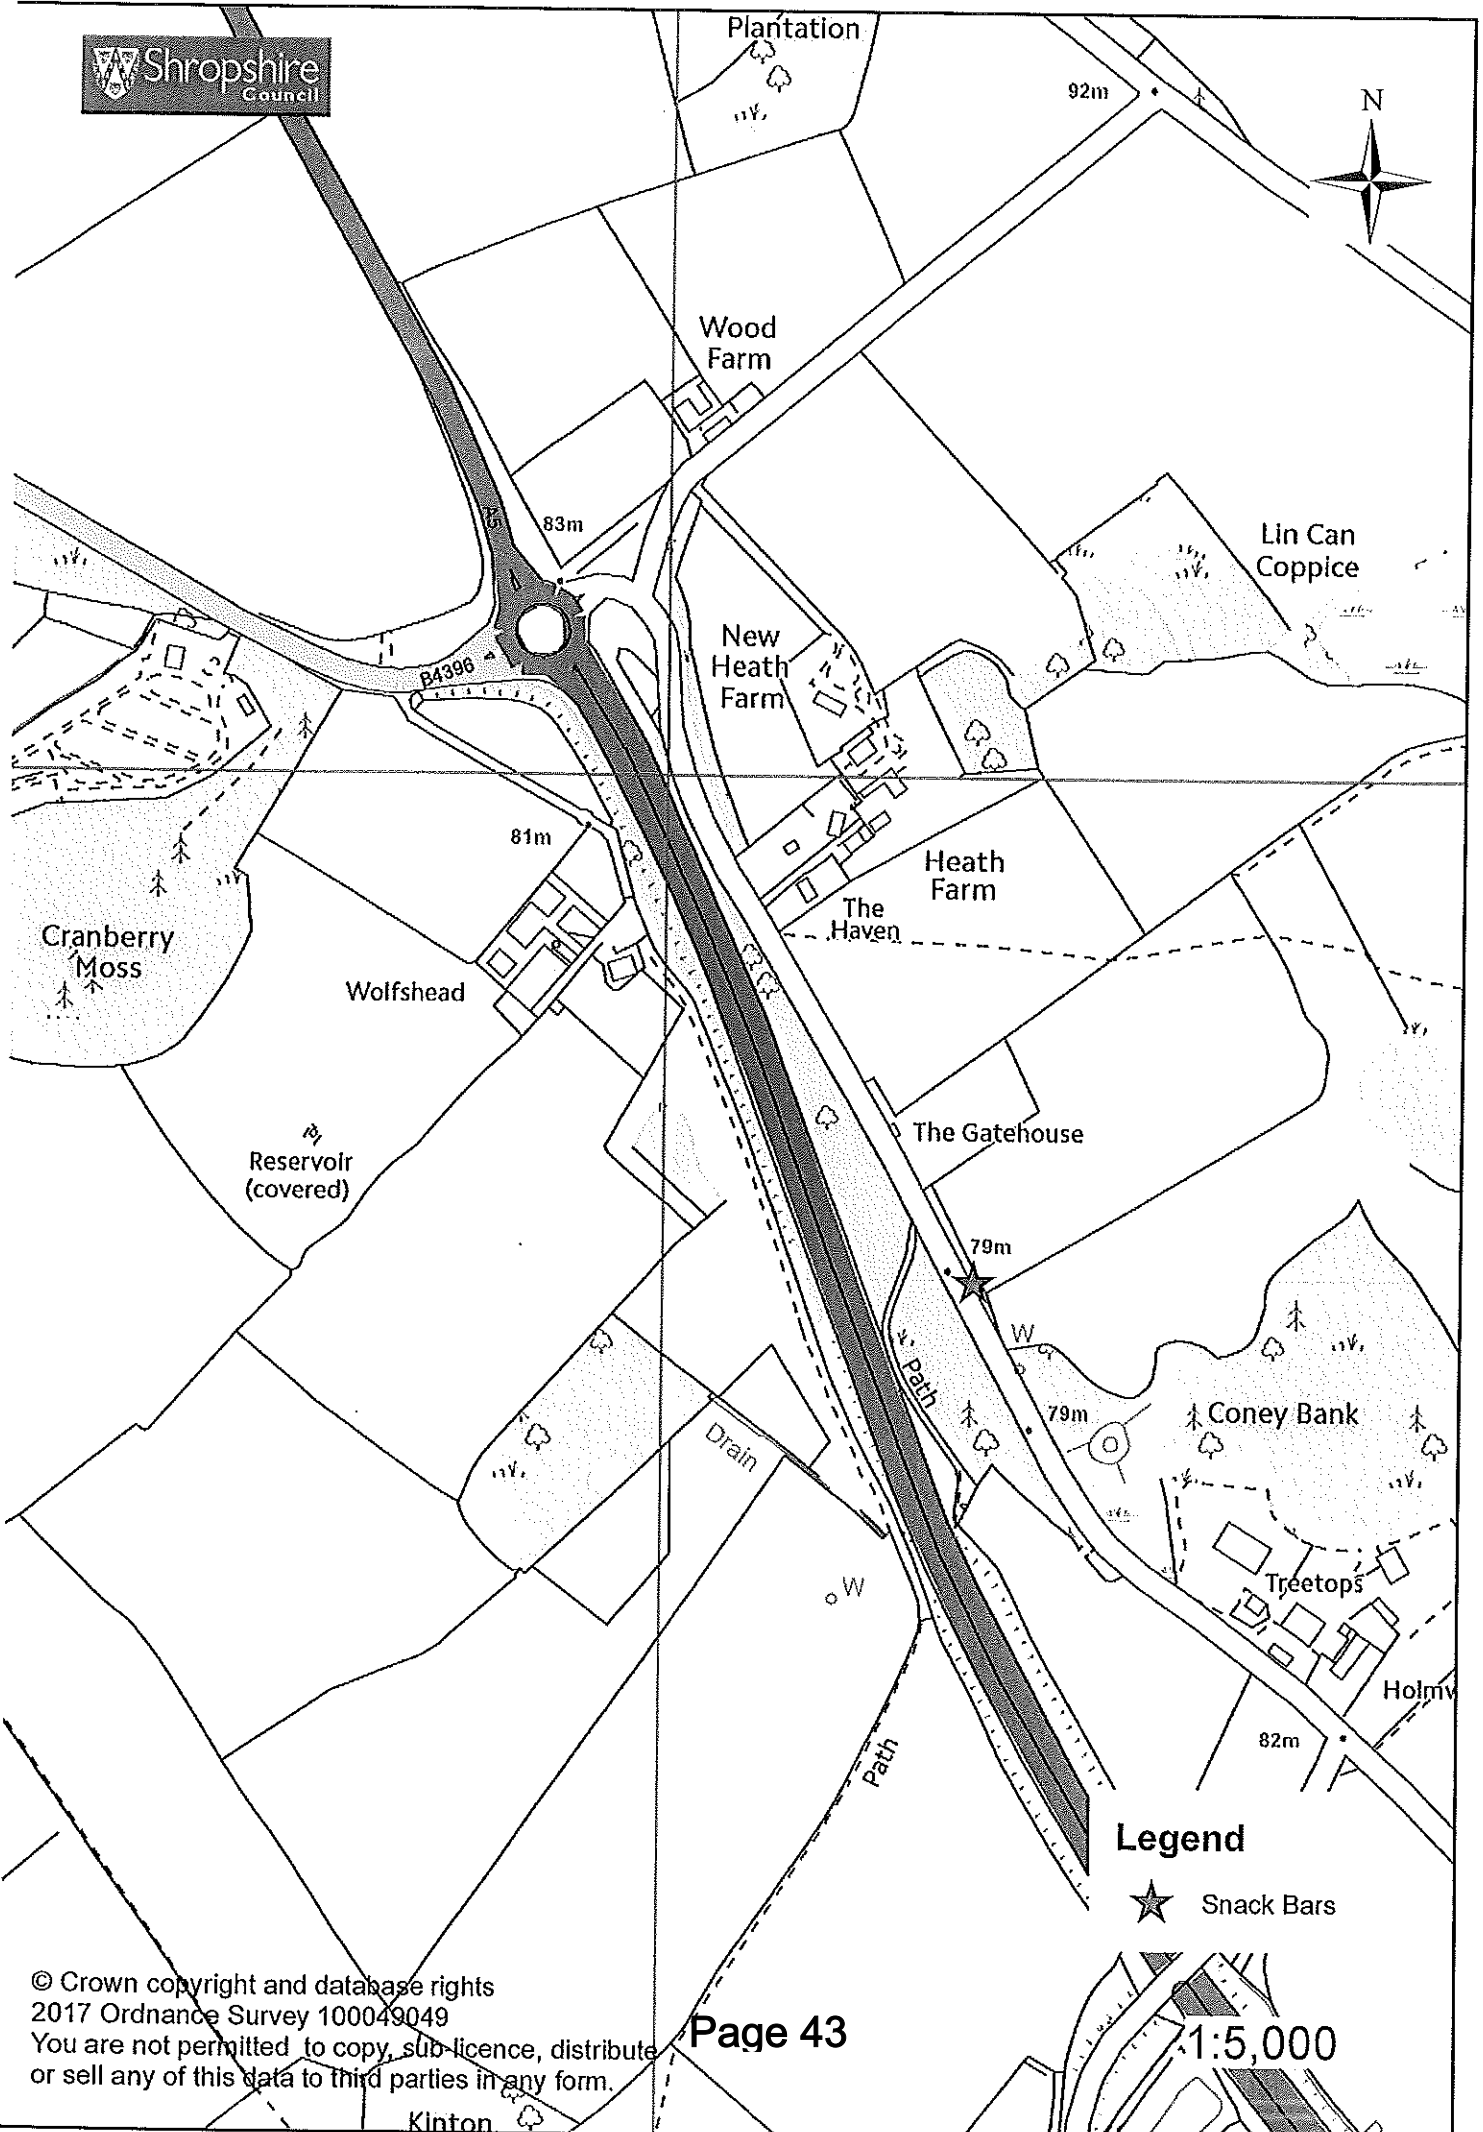 Shropshire
Council
Plantation
92m
N
Wood
Farm
A5
83m
Lin Can
Coppice
New
Heath
Farm
B4396
81m
Heath
Farm
The
Haven
Cranberry
Moss
Wolfshead
The Gatehouse
Reservoir
(covered)
79m
W
Path
79m
Coney Bank
Drain
W
Treetops
Path
82m
Legend
Snack Bars
© Crown copyright and database rights
2017 Ordnance Survey 100049049
You are not permitted to copy, sub-licence, distribute
or sell any of this data to third parties in any form.
Page 43
1:5,000
Kinton